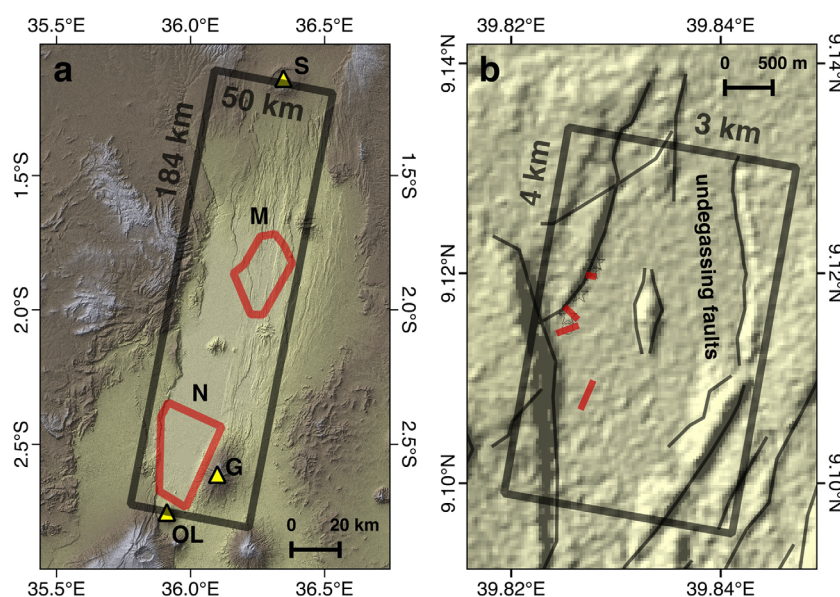 35.5°E 36.0°E 36.5°E
39.82°E 39.84°E
a
S
50 km
184 km
M
N
G
OL
0 20 km
1.5°S
2.0°S
2.5°S
1.5°S
2.0°S
2.5°S
35.5°E 36.0°E 36.5°E
b
0 500 m
3 km
4 km
undegassing faults
9.14°N
9.12°N
9.10°N
9.14°N
9.12°N
9.10°N
39.82°E 39.84°E